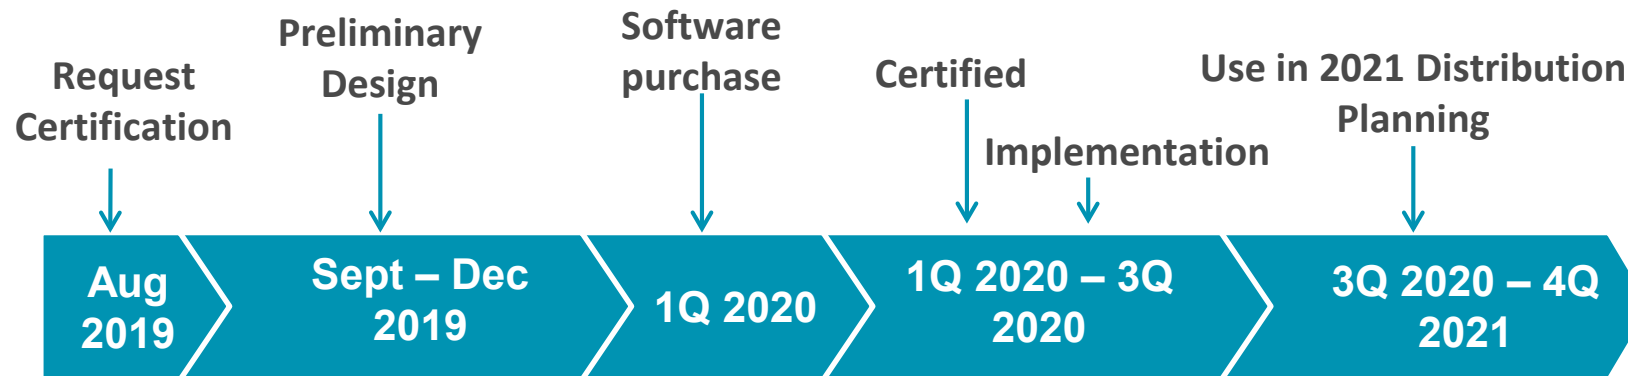 Request
Certification
Preliminary
Design
Software
purchase
Certified
Implementation
Use in 2021 Distribution
Planning
Aug
2019
Sept – Dec
2019
1Q 2020
1Q 2020 – 3Q
2020
3Q 2020 – 4Q
2021